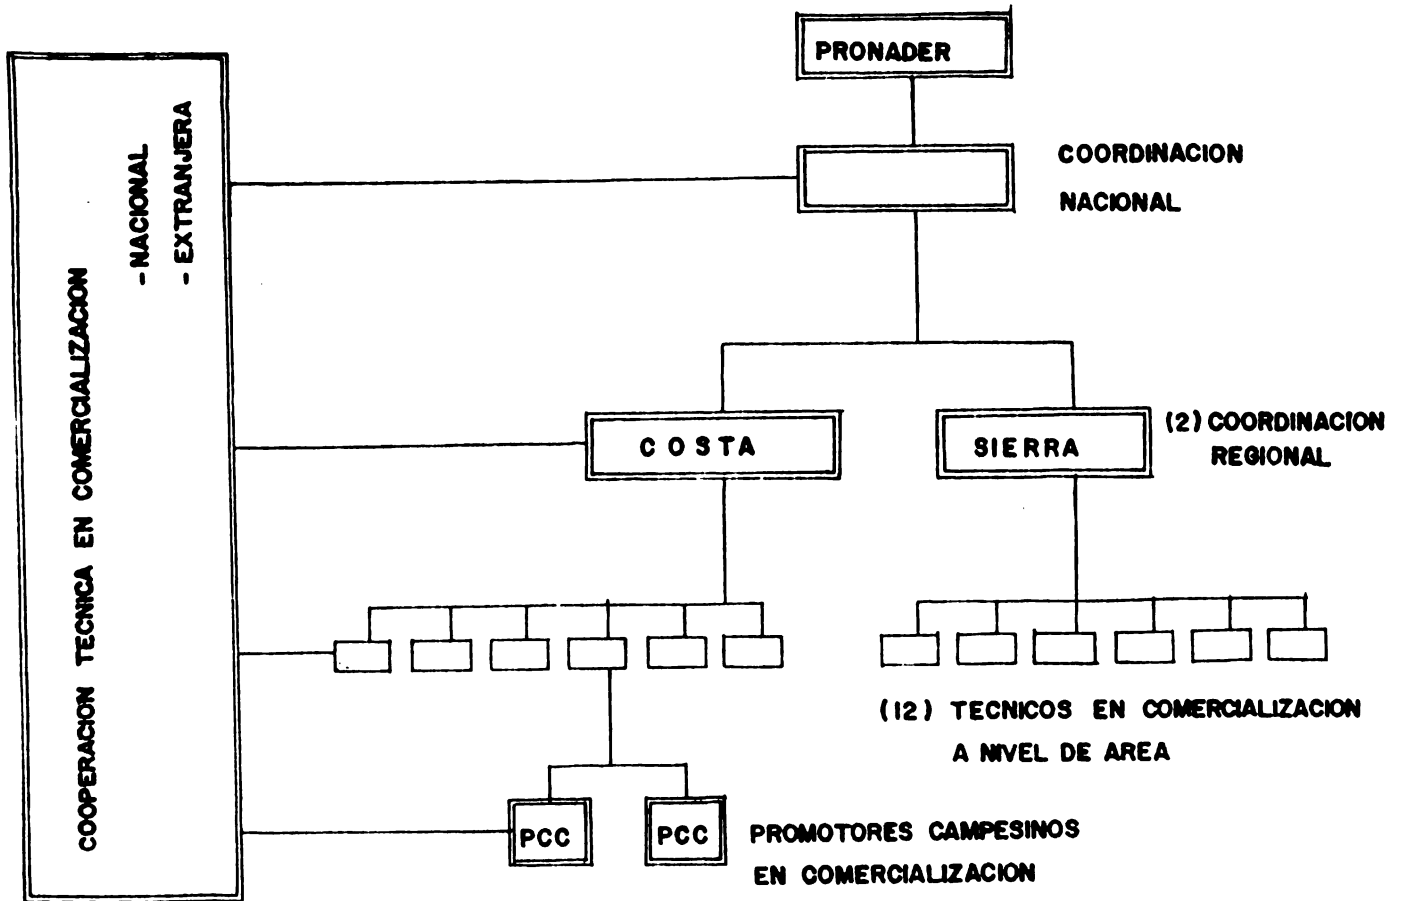 PRONADER
COORDINACION
NACIONAL
COOPERACION TECNICA EN COMERCIALIZACION
- NACIONAL
- EXTRANJERA
COSTA
SIERRA
(2) COORDINACION
REGIONAL
(12) TECNICOS EN COMERCIALIZACION
A NIVEL DE AREA
PCC
PCC
PROMOTORES CAMPESINOS
EN COMERCIALIZACION